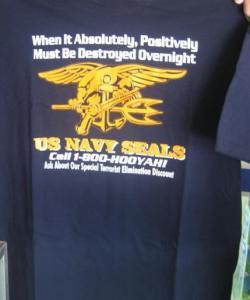 When It Absolutely, Positively
Must Be Destroyed Overnight
US NAVY SEALS
Call 1-800-HOOYAH!
Ask About Our Special Terrorist Elimination Discount